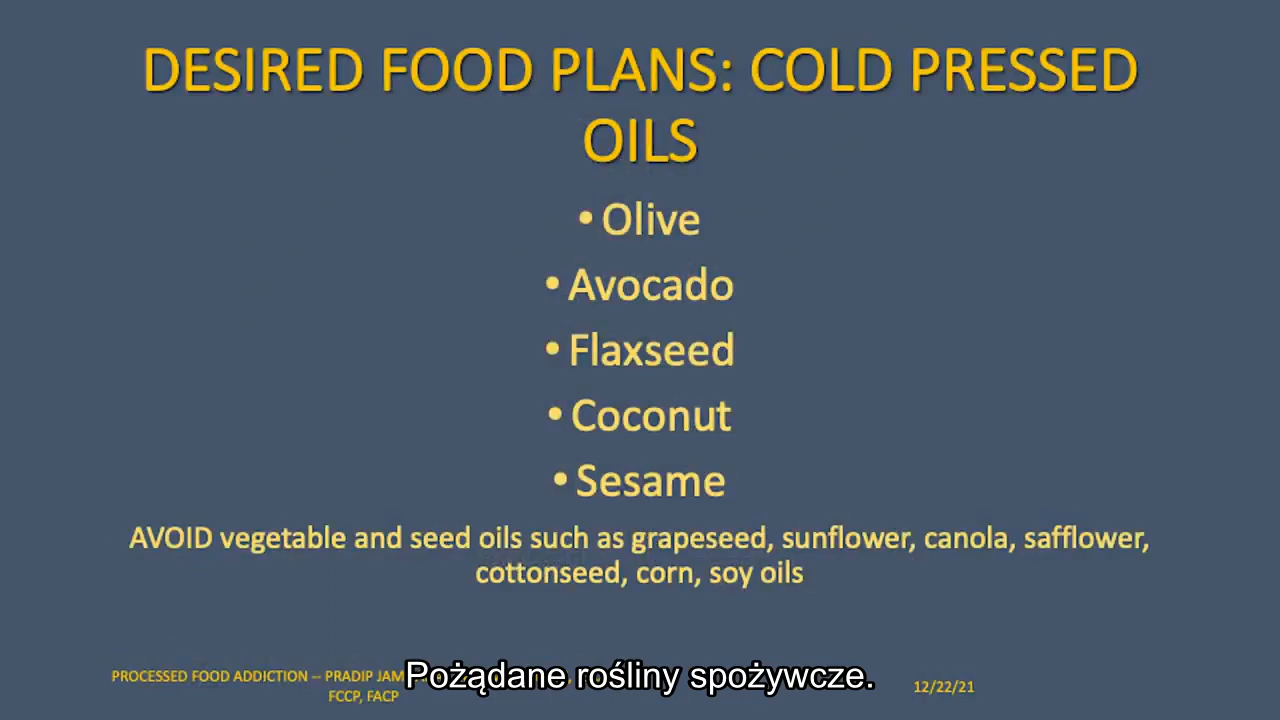 DESIRED FOOD PLANS: COLD PRESSED
OILS
• Olive
• Avocado
• Flaxseed
• Coconut
• Sesame
AVOID vegetable and seed oils such as grapeseed, sunflower, canola, safflower,
cottonseed, corn, soy oils
PROCESSED FOOD ADDICTION -- PRADIP
FCCP, FACP
12/22/21
Pożądane rośliny spożywcze.